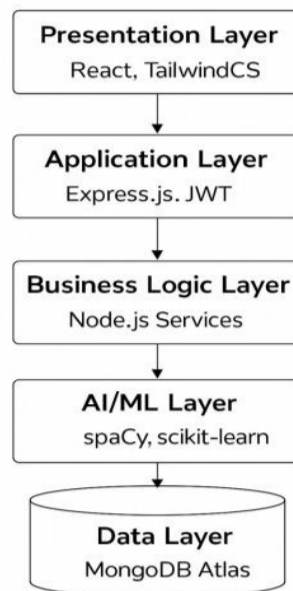 Presentation Layer
React, TailwindCS
Application Layer
Express.js. JWT
Business Logic Layer
Node.js Services
AI/ML Layer
spaCy, scikit-learn
Data Layer
MongoDB Atlas